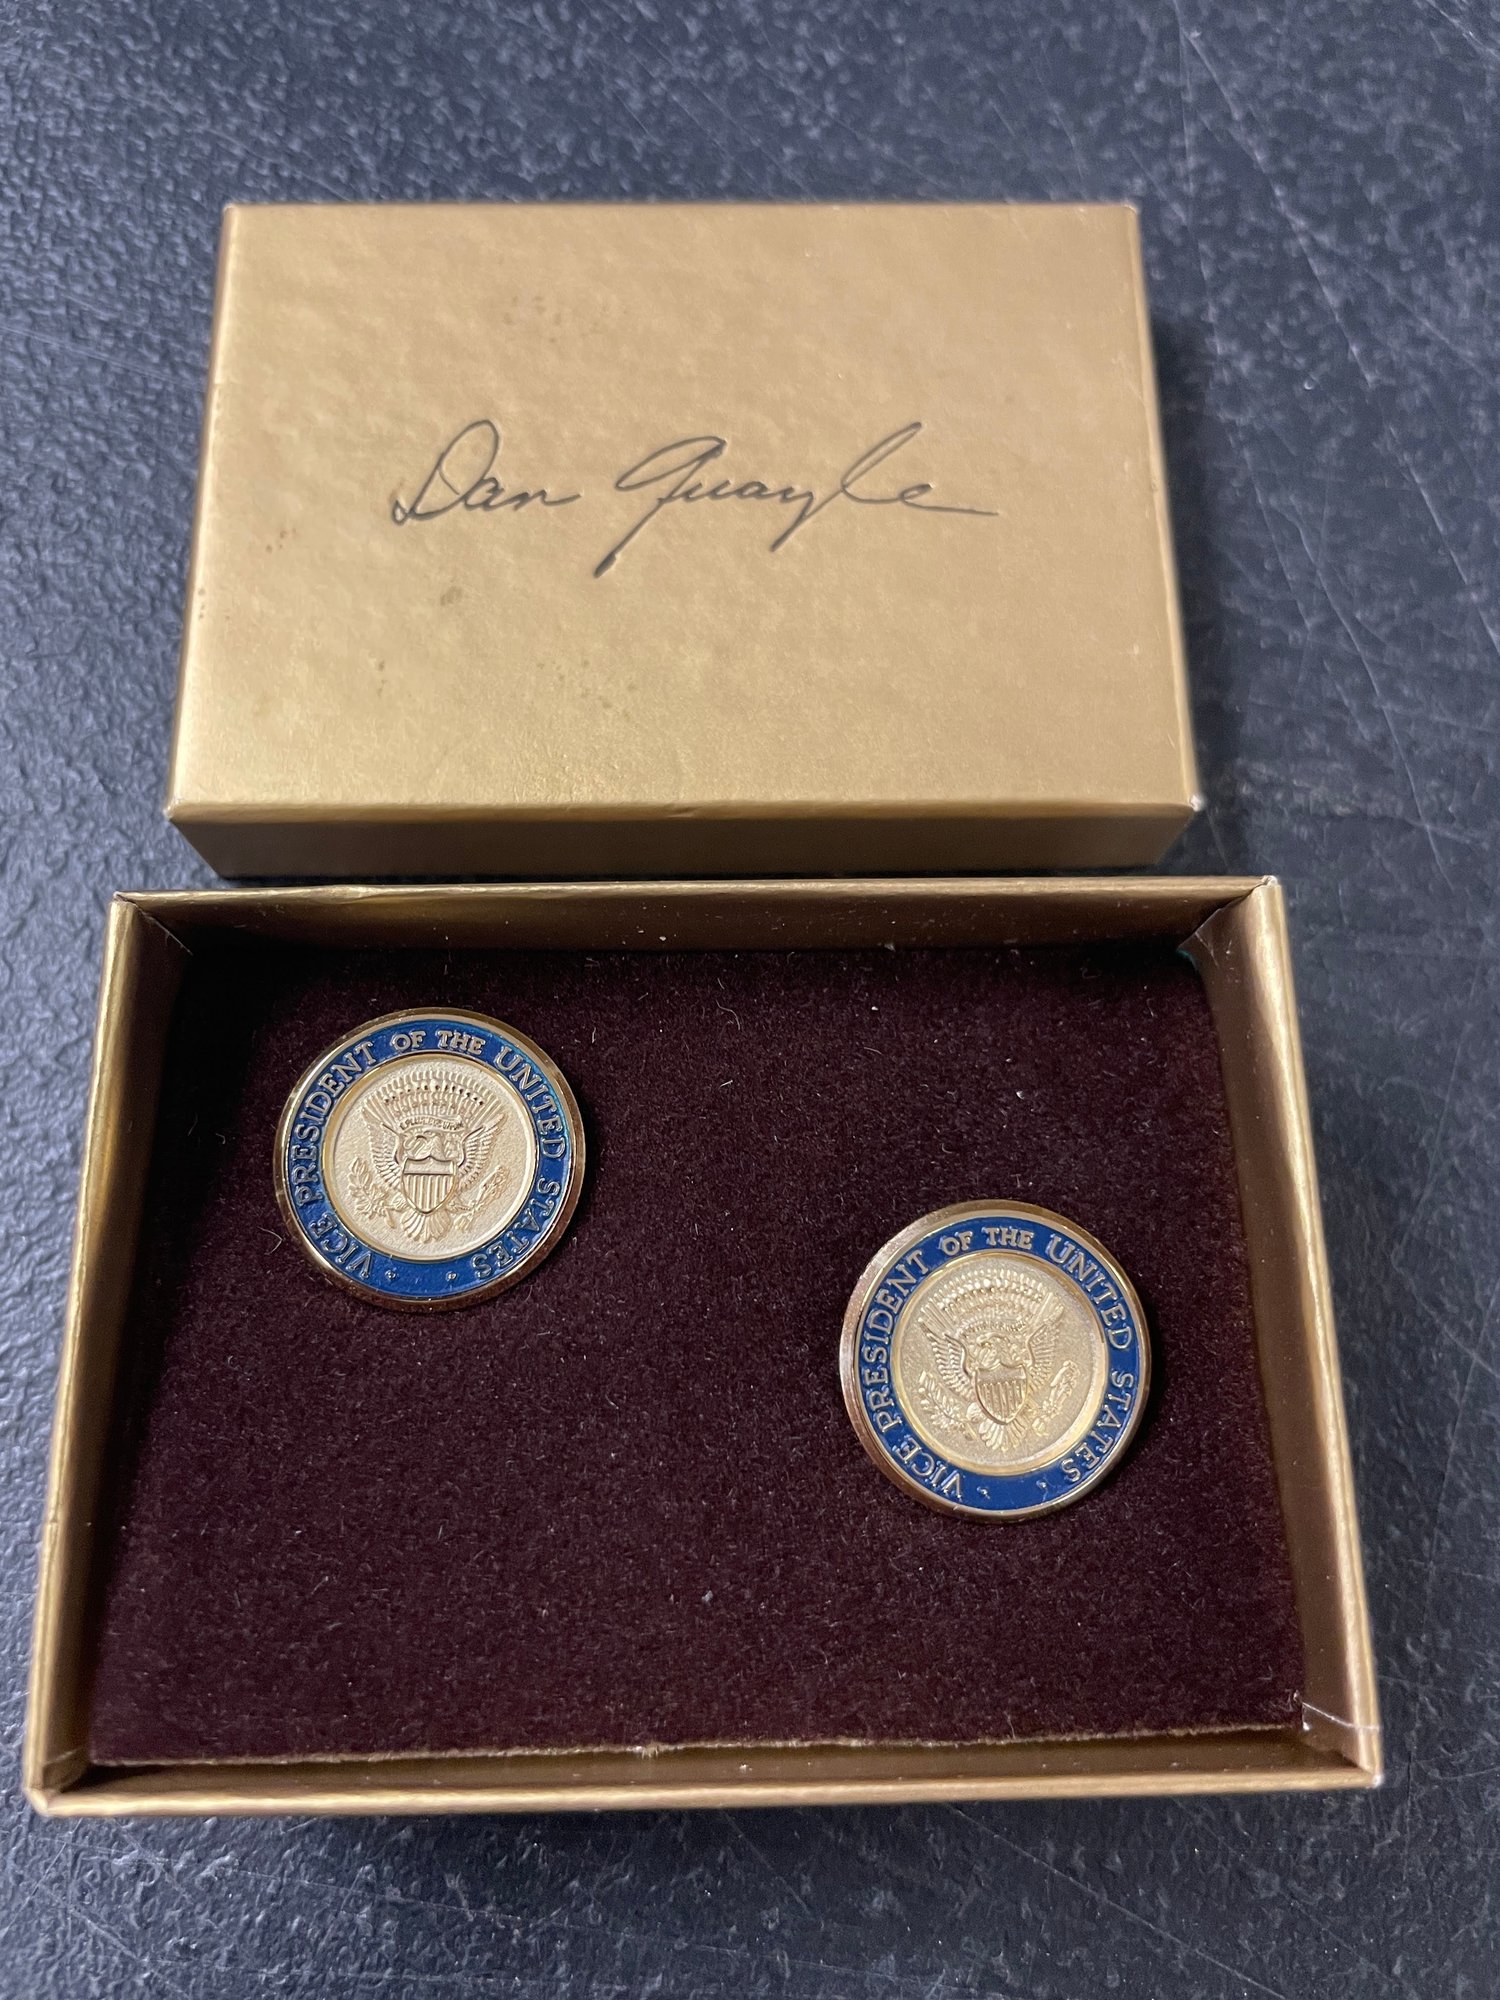 Dan Quayle
VICE PRESIDENT OF THE UNITED STATES
VICE PRESIDENT OF THE UNITED STATES